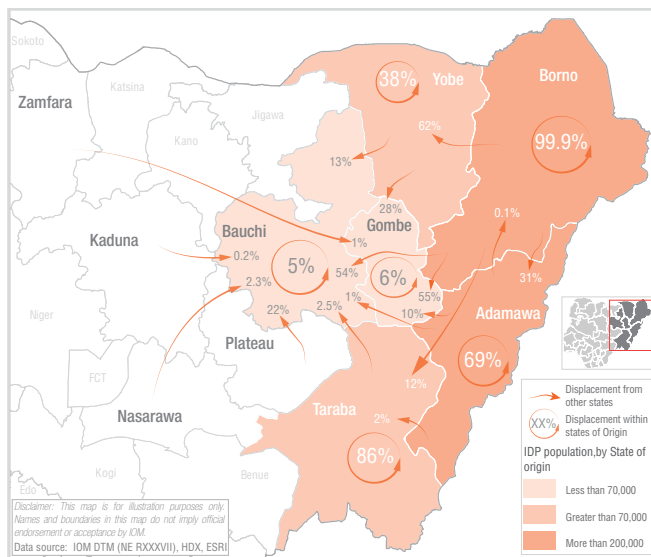 Sokoto
Zamfara
Katsina
Jigawa
Kano
Kaduna
Niger
FCT
Nasarawa
Kogi
Edo
Benue
Plateau
38%
Yobe
Borno
62%
99.9%
13%
28%
0.1%
Bauchi
Gombe
1%
0.2%
5%
54%
6%
31%
2.3%
55%
1%
2.5%
22%
10%
Adamawa
69%
12%
Taraba
2%
86%
Displacement from
other states
XX%
Displacement within
states of Origin
IDP population,by State of
origin
Less than 70,000
Greater than 70,000
More than 200,000
Disclaimer: This map is for illustration purposes only.
Names and boundaries in this map do not imply official
endorsement or acceptance by IOM.
Data source: IOM DTM (NE RXXXVII), HDX, ESRI